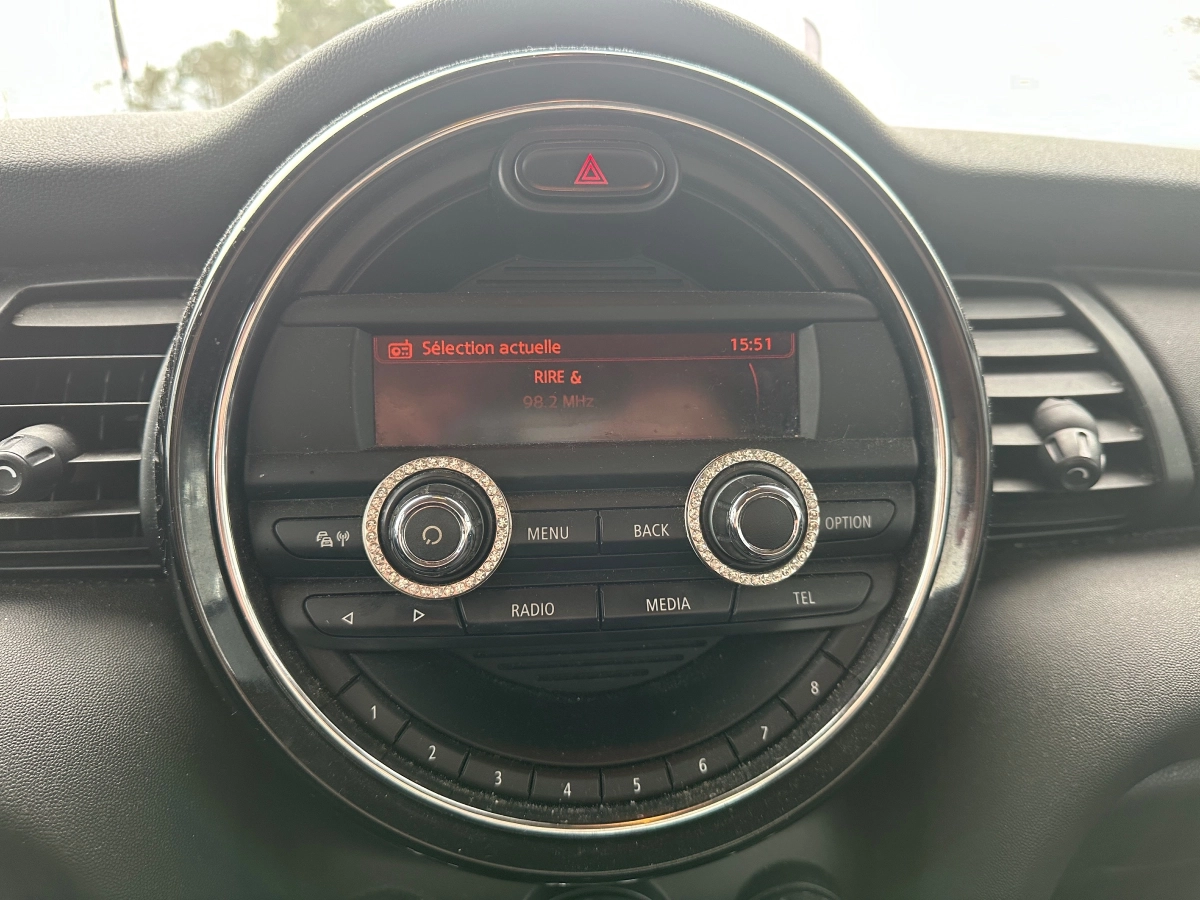 Sélection actuelle 15:51
RIRE &
98.2 MHz
MENU BACK OPTION
RADIO MEDIA TEL
1 2 3 4 5 6 7 8